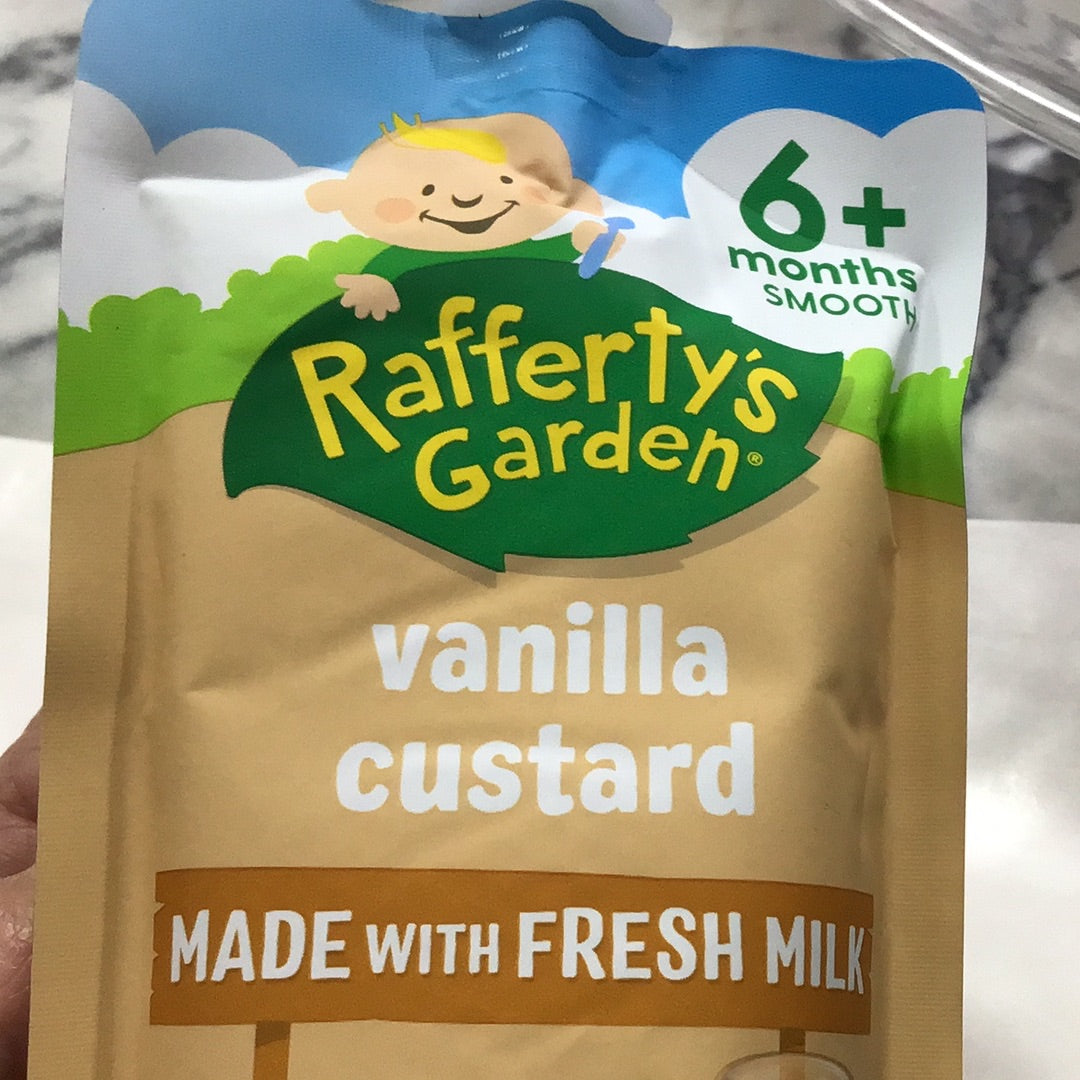 6+
months
SMOOTH
Rafferty's
Garden®
vanilla
custard
MADE WITH FRESH MILK